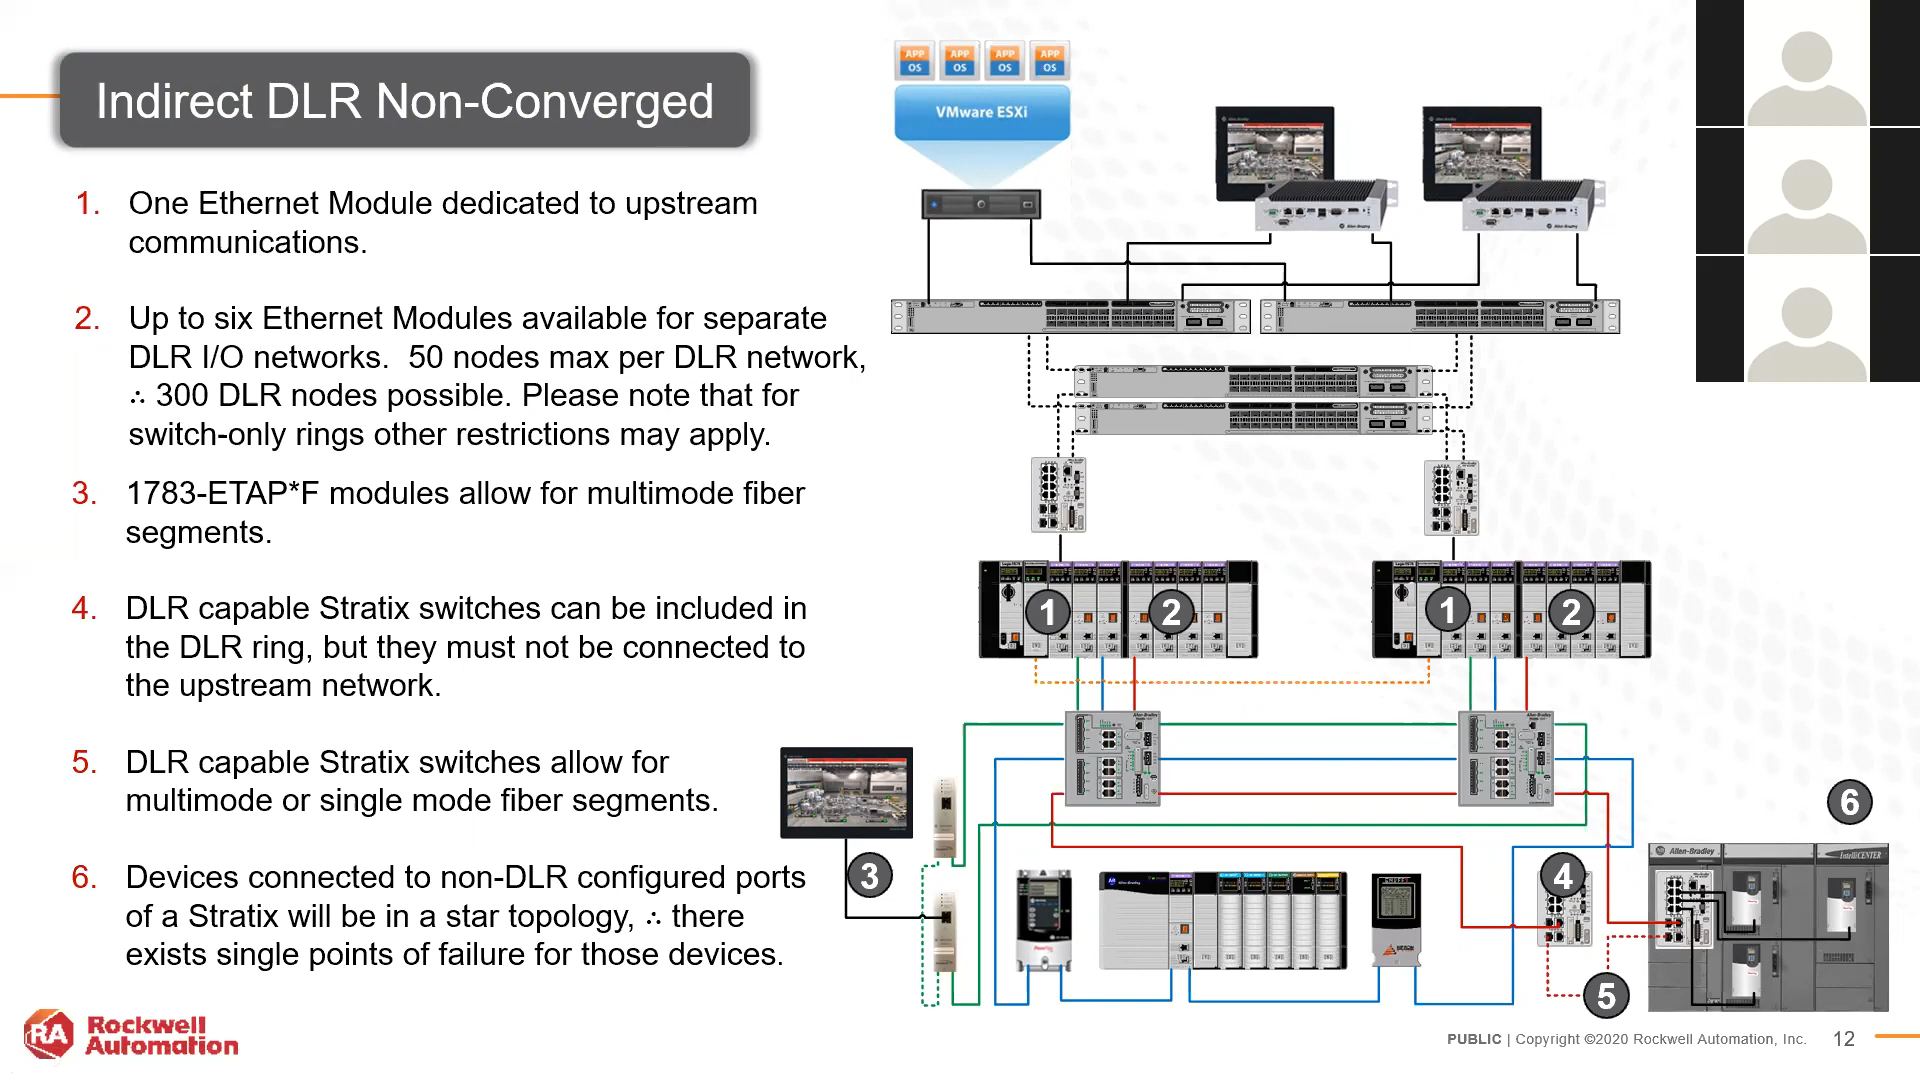 Indirect DLR Non-Converged
1. One Ethernet Module dedicated to upstream
communications.
2. Up to six Ethernet Modules available for separate
DLR I/O networks. 50 nodes max per DLR network,
∴ 300 DLR nodes possible. Please note that for
switch-only rings other restrictions may apply.
3. 1783-ETAP*F modules allow for multimode fiber
segments.
4. DLR capable Stratix switches can be included in
the DLR ring, but they must not be connected to
the upstream network.
5. DLR capable Stratix switches allow for
multimode or single mode fiber segments.
6. Devices connected to non-DLR configured ports
of a Stratix will be in a star topology, ∴ there
exists single points of failure for those devices.
APP APP APP APP
OS OS OS OS
VMware ESXi
Allen-Bradley Allen-Bradley
1 2 1 2
3
4
5
6
Allen-Bradley IntelliCENTER
RA Rockwell
Automation
PUBLIC | Copyright ©2020 Rockwell Automation, Inc. 12